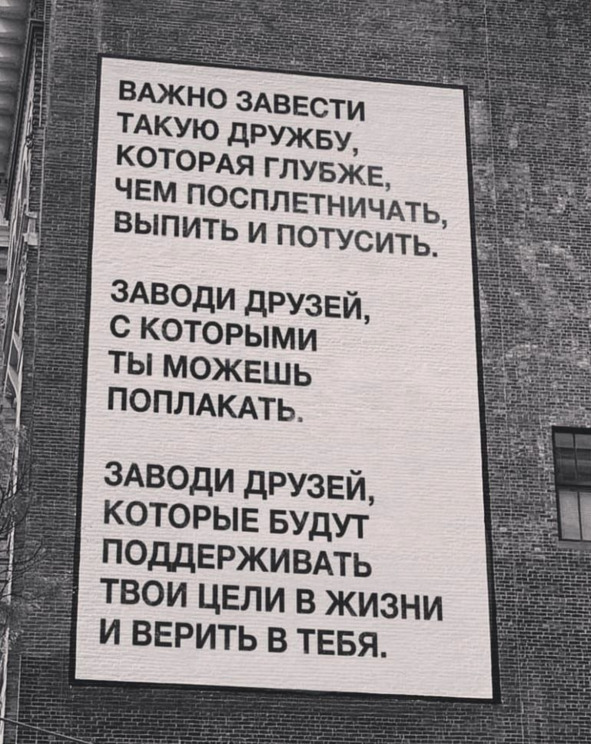 ВАЖНО ЗАВЕСТИ
ТАКУЮ ДРУЖБУ,
КОТОРАЯ ГЛУБЖЕ,
ЧЕМ ПОСПЛЕТНИЧАТЬ,
ВЫПИТЬ И ПОТУСИТЬ.
ЗАВОДИ ДРУЗЕЙ,
С КОТОРЫМИ
ТЫ МОЖЕШЬ
ПОПЛАКАТЬ.
ЗАВОДИ ДРУЗЕЙ,
КОТОРЫЕ БУДУТ
ПОДДЕРЖИВАТЬ
ТВОИ ЦЕЛИ В ЖИЗНИ
И ВЕРИТЬ В ТЕБЯ.